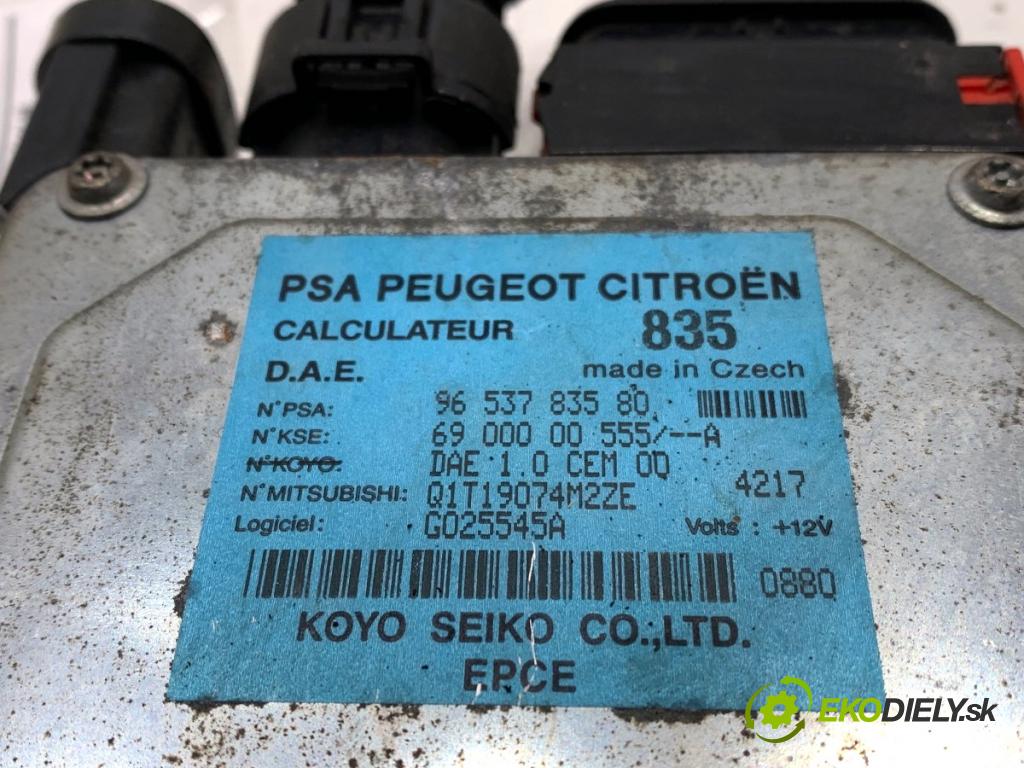 PSA PEUGEOT CITROËN
CALCULATEUR 835
D.A.E. made in Czech
N°PSA: 96 537 835 80
N°KSE: 69 000 00 555/--A
N°KOYO: DAE 1.0 CEM 00
N°MITSUBISHI: Q1T19074M2ZE 4217
Logiciel: G025545A Volts : +12V
0880
KOYO SEIKO CO.,LTD.
EPCE
EKODIELY.sk